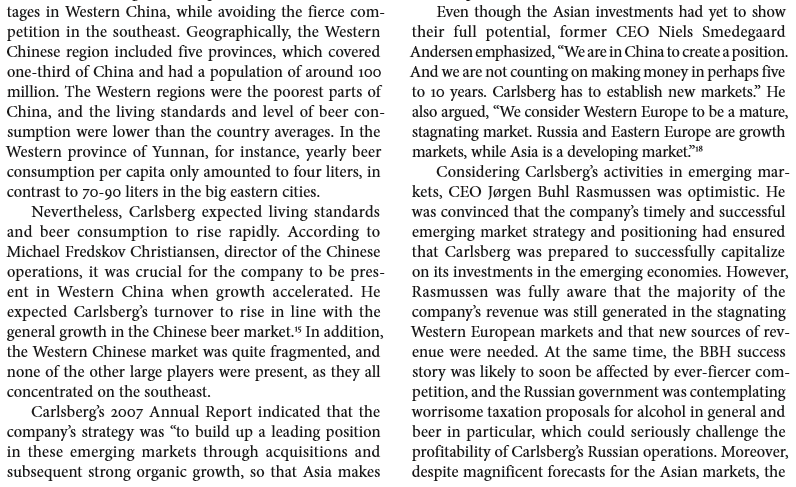 tages in Western China, while avoiding the fierce com-
petition in the southeast. Geographically, the Western
Chinese region included five provinces, which covered
one-third of China and had a population of around 100
million. The Western regions were the poorest parts of
China, and the living standards and level of beer con-
sumption were lower than the country averages. In the
Western province of Yunnan, for instance, yearly beer
consumption per capita only amounted to four liters, in
contrast to 70-90 liters in the big eastern cities.
Nevertheless, Carlsberg expected living standards
and beer consumption to rise rapidly. According to
Michael Fredskov Christiansen, director of the Chinese
operations, it was crucial for the company to be pres-
ent in Western China when growth accelerated. He
expected Carlsberg's turnover to rise in line with the
general growth in the Chinese beer market.¹⁵ In addition,
the Western Chinese market was quite fragmented, and
none of the other large players were present, as they all
concentrated on the southeast.
Carlsberg's 2007 Annual Report indicated that the
company's strategy was “to build up a leading position
in these emerging markets through acquisitions and
subsequent strong organic growth, so that Asia makes
Even though the Asian investments had yet to show
their full potential, former CEO Niels Smedegaard
Andersen emphasized, “We are in China to create a position.
And we are not counting on making money in perhaps five
to 10 years. Carlsberg has to establish new markets.” He
also argued, “We consider Western Europe to be a mature,
stagnating market. Russia and Eastern Europe are growth
markets, while Asia is a developing market.”¹⁸
Considering Carlsberg's activities in emerging mar-
kets, CEO Jørgen Buhl Rasmussen was optimistic. He
was convinced that the company's timely and successful
emerging market strategy and positioning had ensured
that Carlsberg was prepared to successfully capitalize
on its investments in the emerging economies. However,
Rasmussen was fully aware that the majority of the
company's revenue was still generated in the stagnating
Western European markets and that new sources of rev-
enue were needed. At the same time, the BBH success
story was likely to soon be affected by ever-fiercer com-
petition, and the Russian government was contemplating
worrisome taxation proposals for alcohol in general and
beer in particular, which could seriously challenge the
profitability of Carlsberg's Russian operations. Moreover,
despite magnificent forecasts for the Asian markets, the